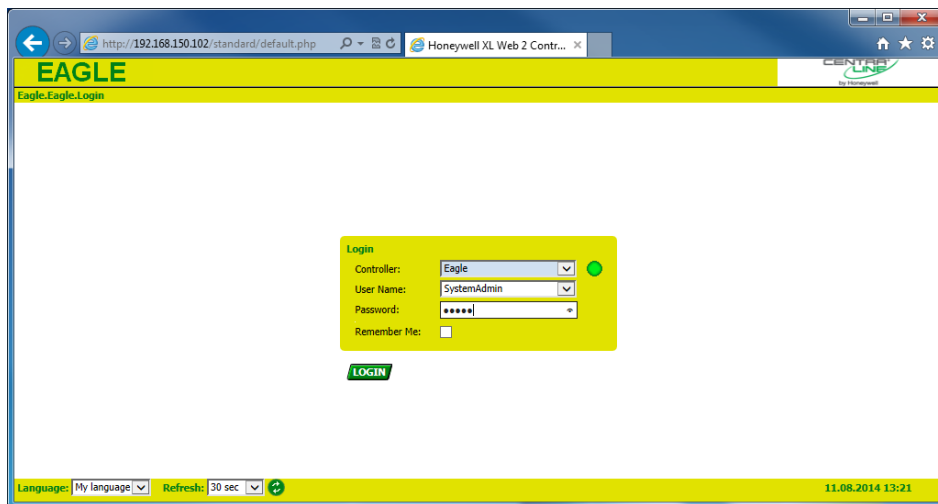 http://192.168.150.102/standard/default.php
Honeywell XL Web 2 Contr...
EAGLE
CENTRA
LINE
by Honeywell
Eagle.Eagle.Login
Login
Controller: Eagle
User Name: SystemAdmin
Password: •••••
Remember Me:
LOGIN
Language: My language Refresh: 30 sec 11.08.2014 13:21